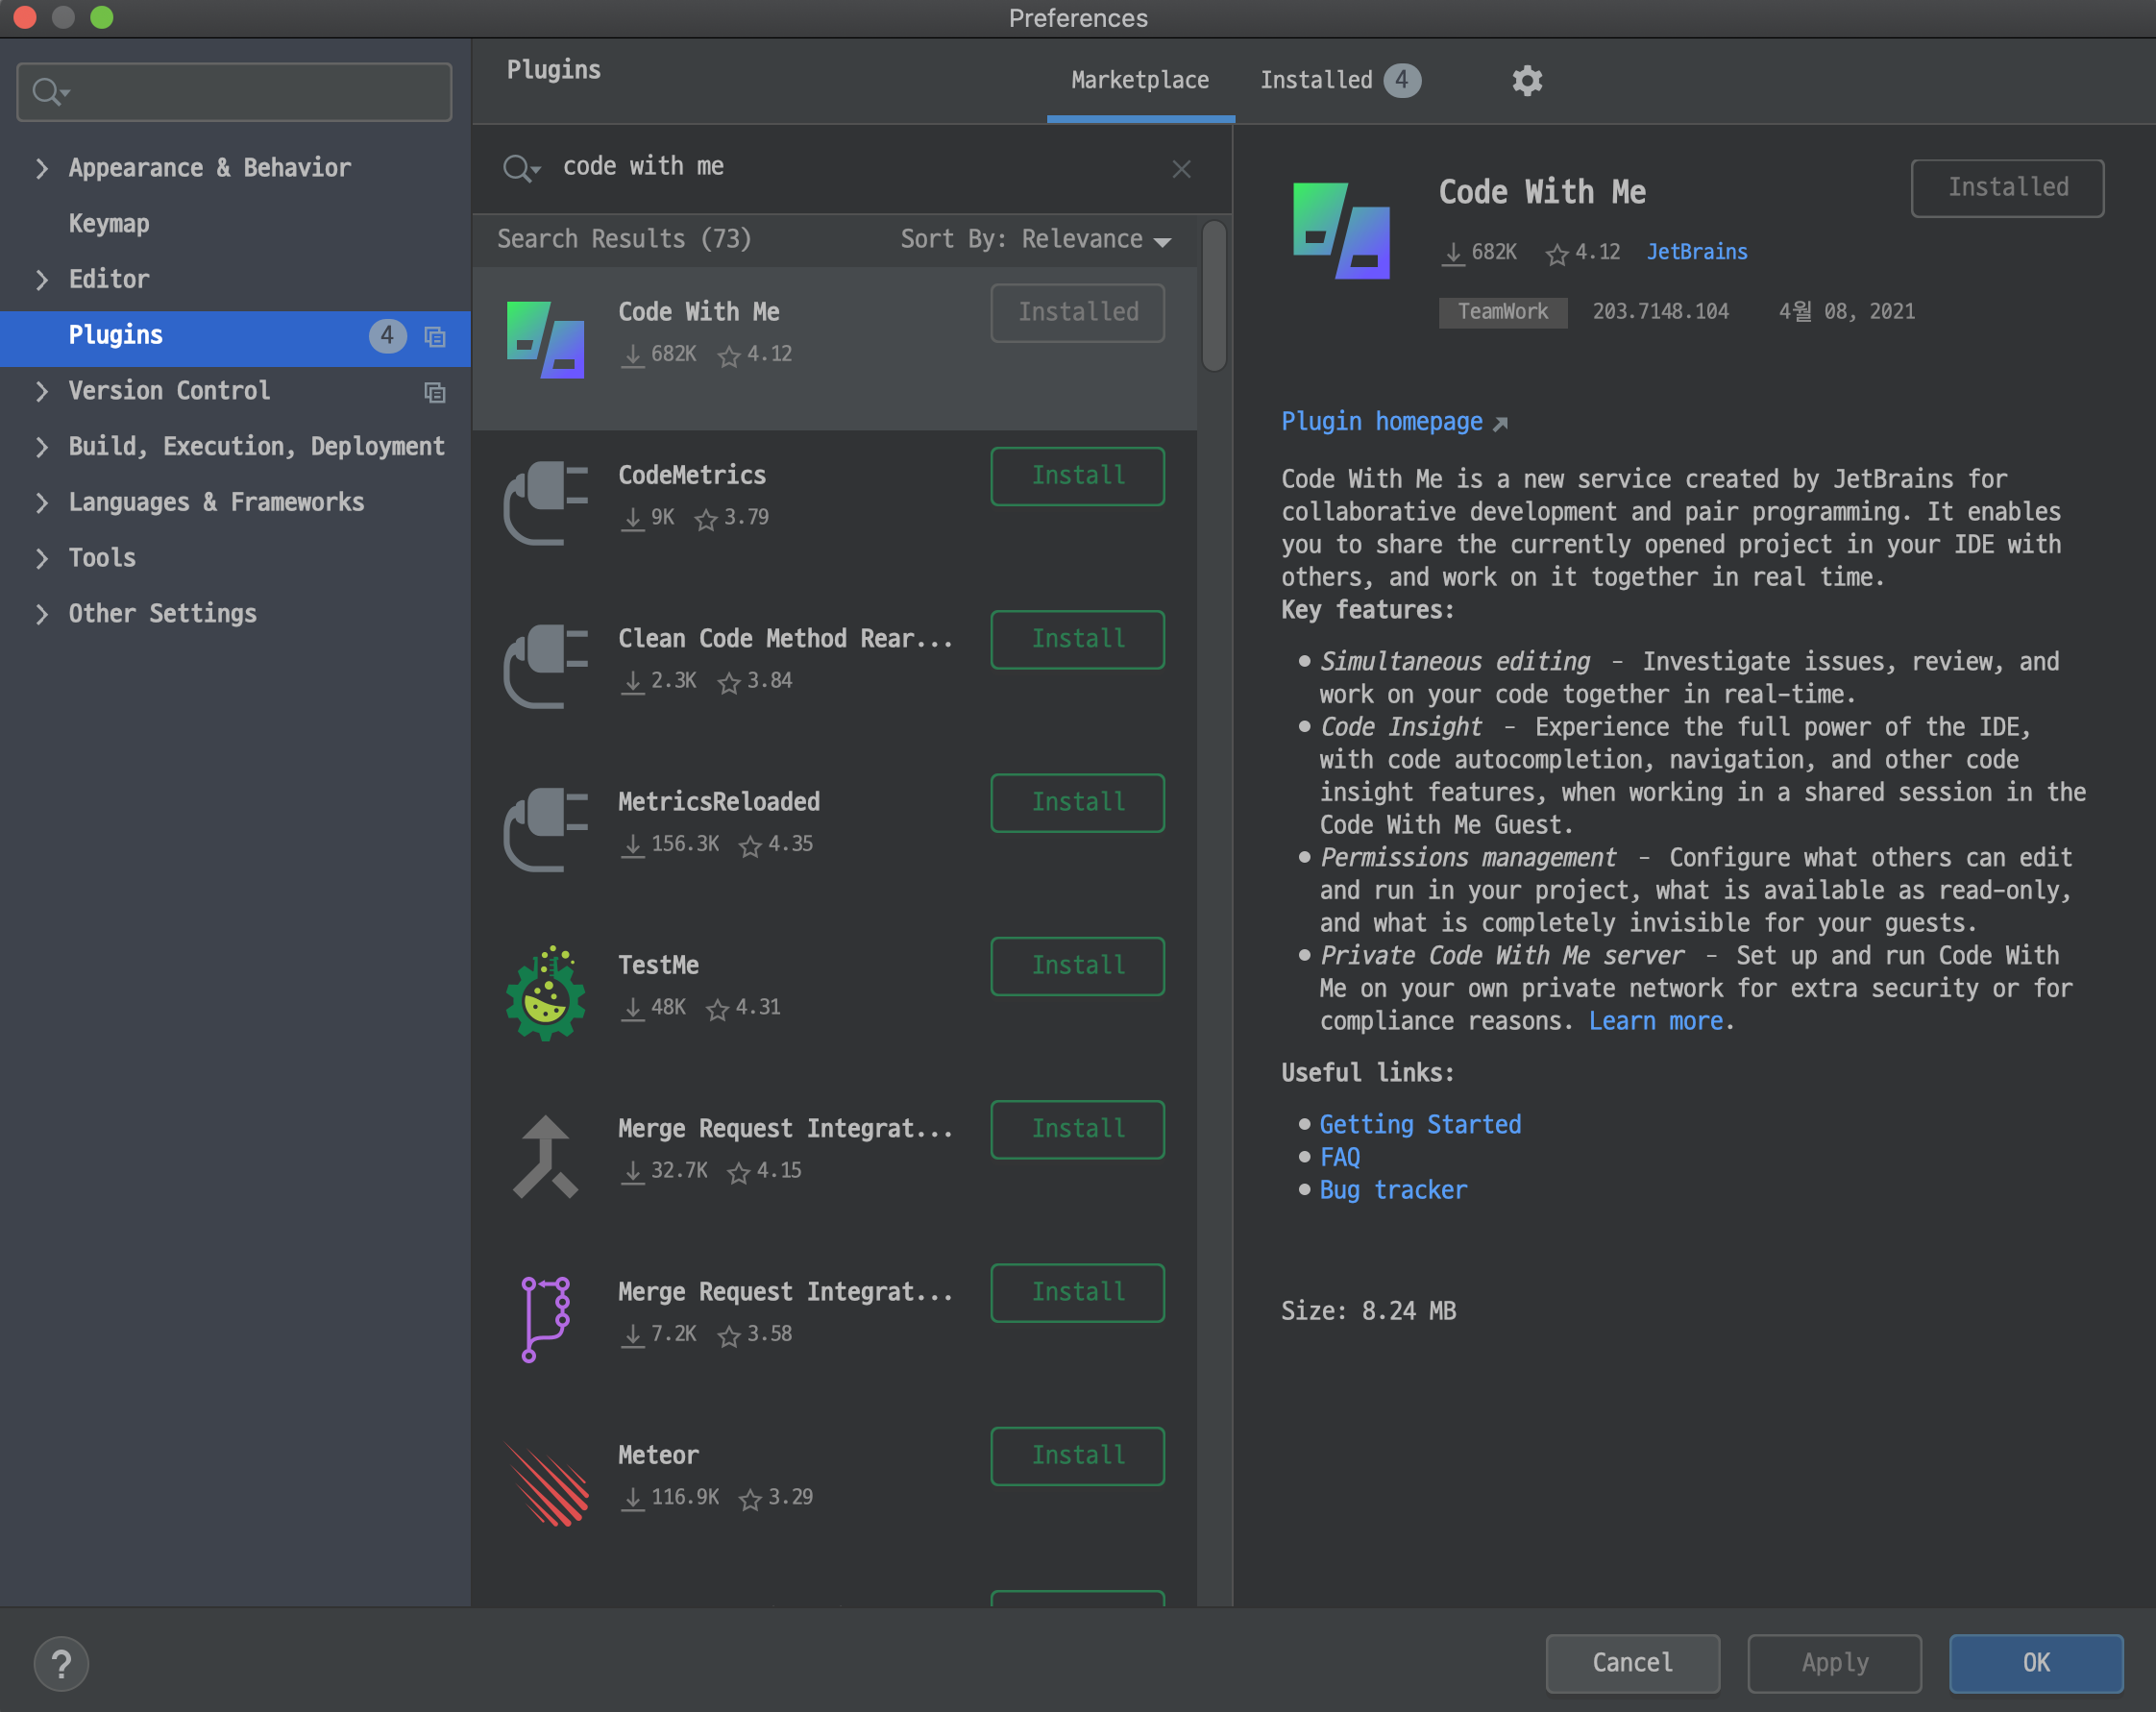 Preferences
Appearance & Behavior
Keymap
Editor
Plugins 4
Version Control
Build, Execution, Deployment
Languages & Frameworks
Tools
Other Settings
Plugins
Marketplace
Installed 4
code with me
Search Results (73)
Sort By: Relevance
Code With Me
682K 4.12
Installed
CodeMetrics
9K 3.79
Install
Clean Code Method Rear...
2.3K 3.84
Install
MetricsReloaded
156.3K 4.35
Install
TestMe
48K 4.31
Install
Merge Request Integrat...
32.7K 4.15
Install
Merge Request Integrat...
7.2K 3.58
Install
Meteor
116.9K 3.29
Install
Code With Me
Installed
682K 4.12 JetBrains
TeamWork 203.7148.104 4월 08, 2021
Plugin homepage
Code With Me is a new service created by JetBrains for
collaborative development and pair programming. It enables
you to share the currently opened project in your IDE with
others, and work on it together in real time.
Key features:
Simultaneous editing - Investigate issues, review, and
work on your code together in real-time.
Code Insight - Experience the full power of the IDE,
with code autocompletion, navigation, and other code
insight features, when working in a shared session in the
Code With Me Guest.
Permissions management - Configure what others can edit
and run in your project, what is available as read-only,
and what is completely invisible for your guests.
Private Code With Me server - Set up and run Code With
Me on your own private network for extra security or for
compliance reasons. Learn more.
Useful links:
Getting Started
FAQ
Bug tracker
Size: 8.24 MB
?
Cancel
Apply
OK